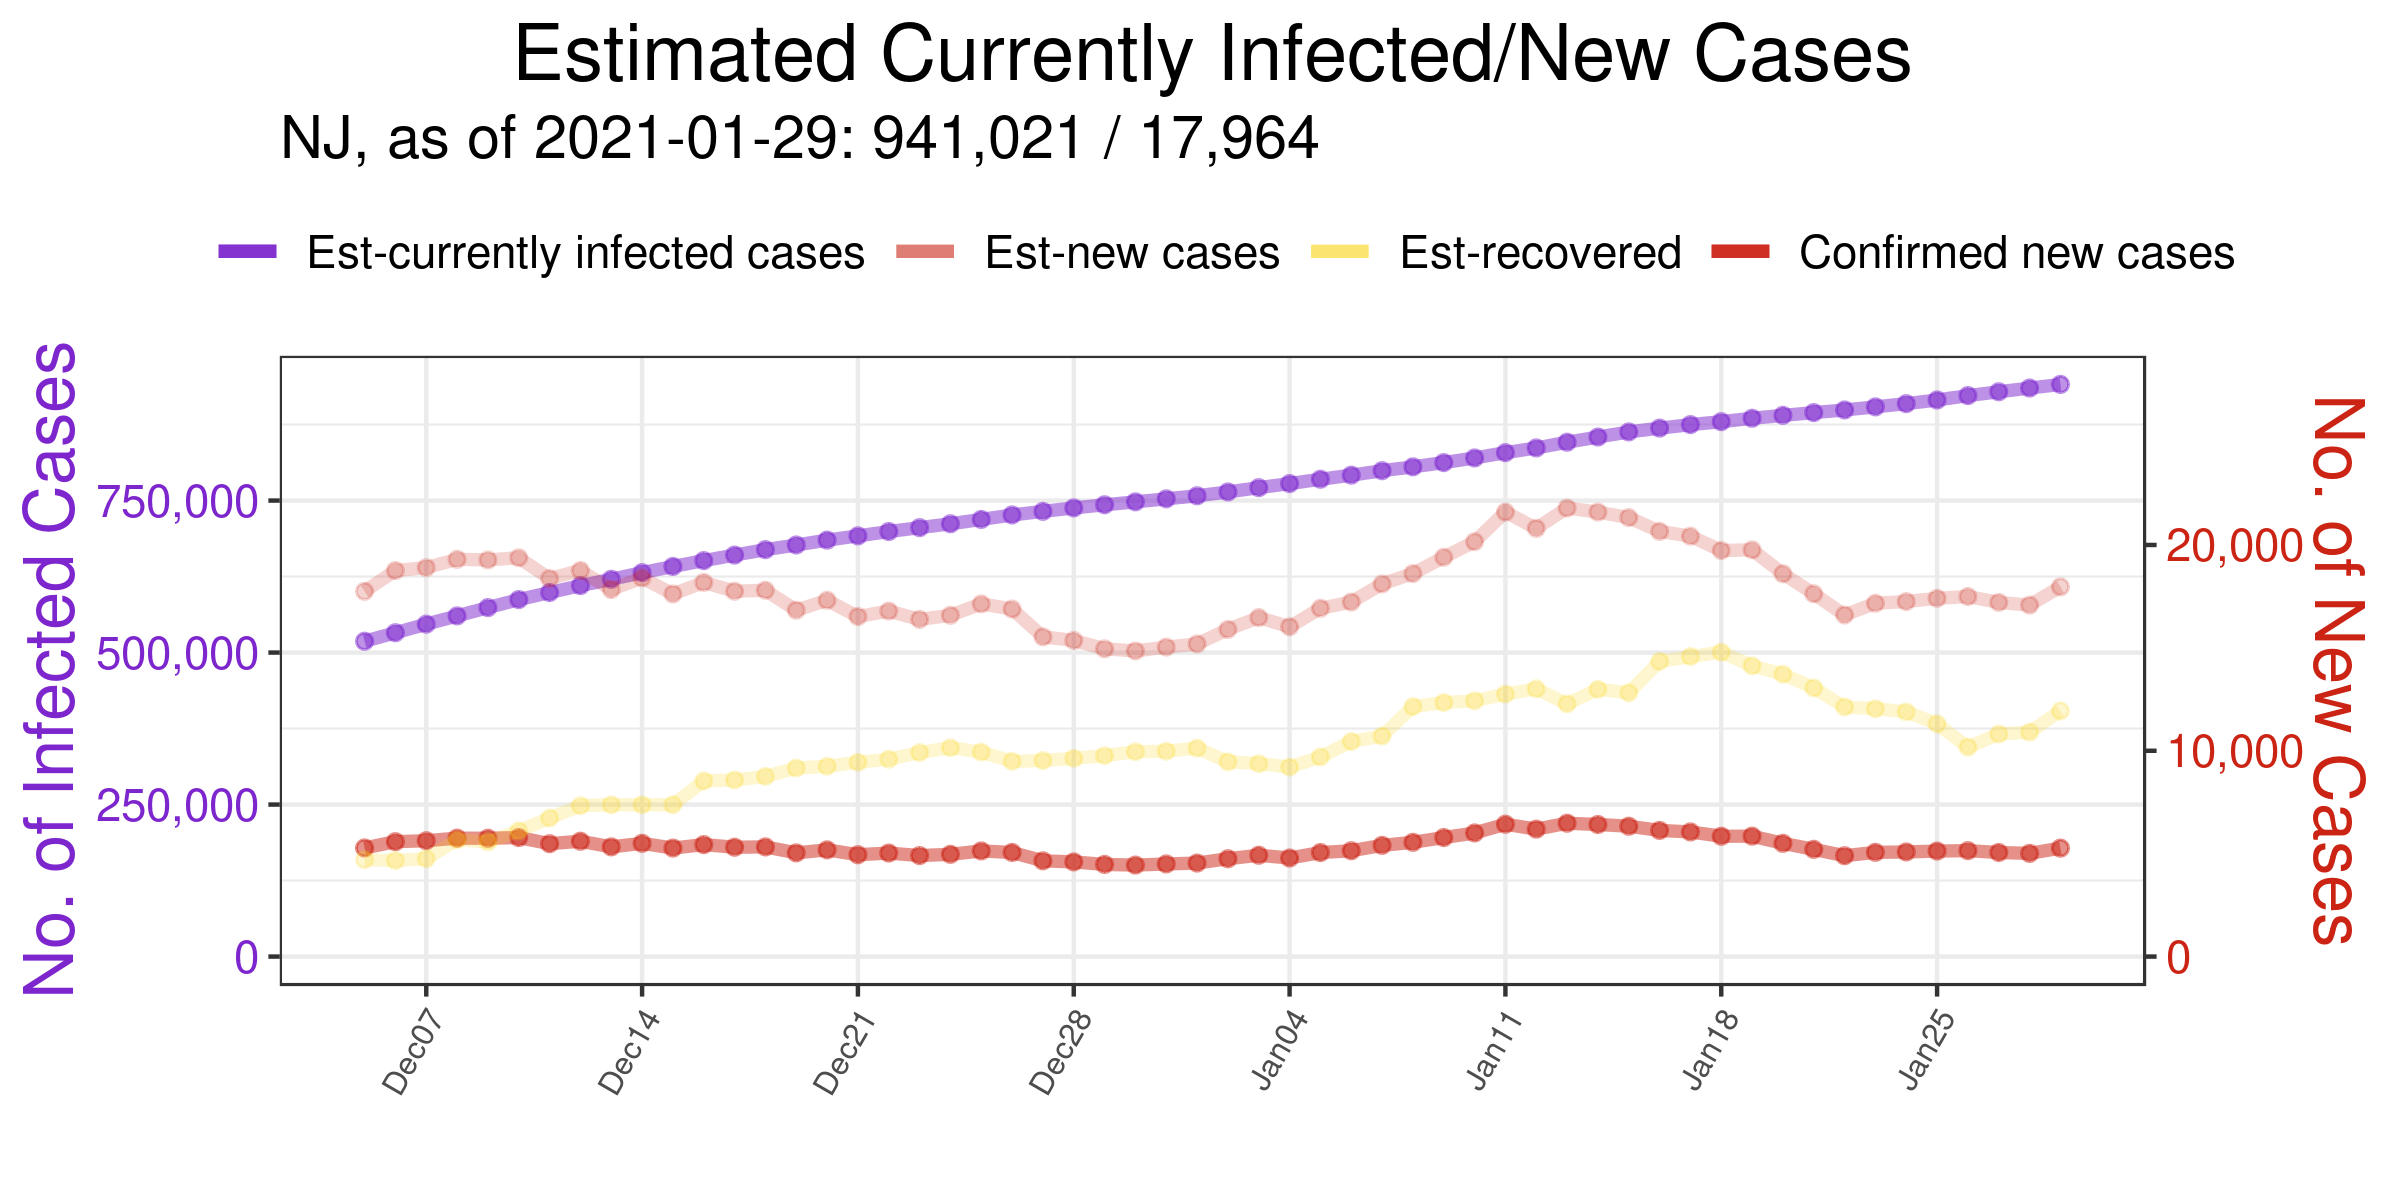 Estimated Currently Infected/New Cases
NJ, as of 2021-01-29: 941,021 / 17,964
Est-currently infected cases Est-new cases Est-recovered Confirmed new cases
No. of Infected Cases
750,000
500,000
250,000
0
20,000
10,000
0
No. of New Cases
Dec07 Dec14 Dec21 Dec28 Jan04 Jan11 Jan18 Jan25